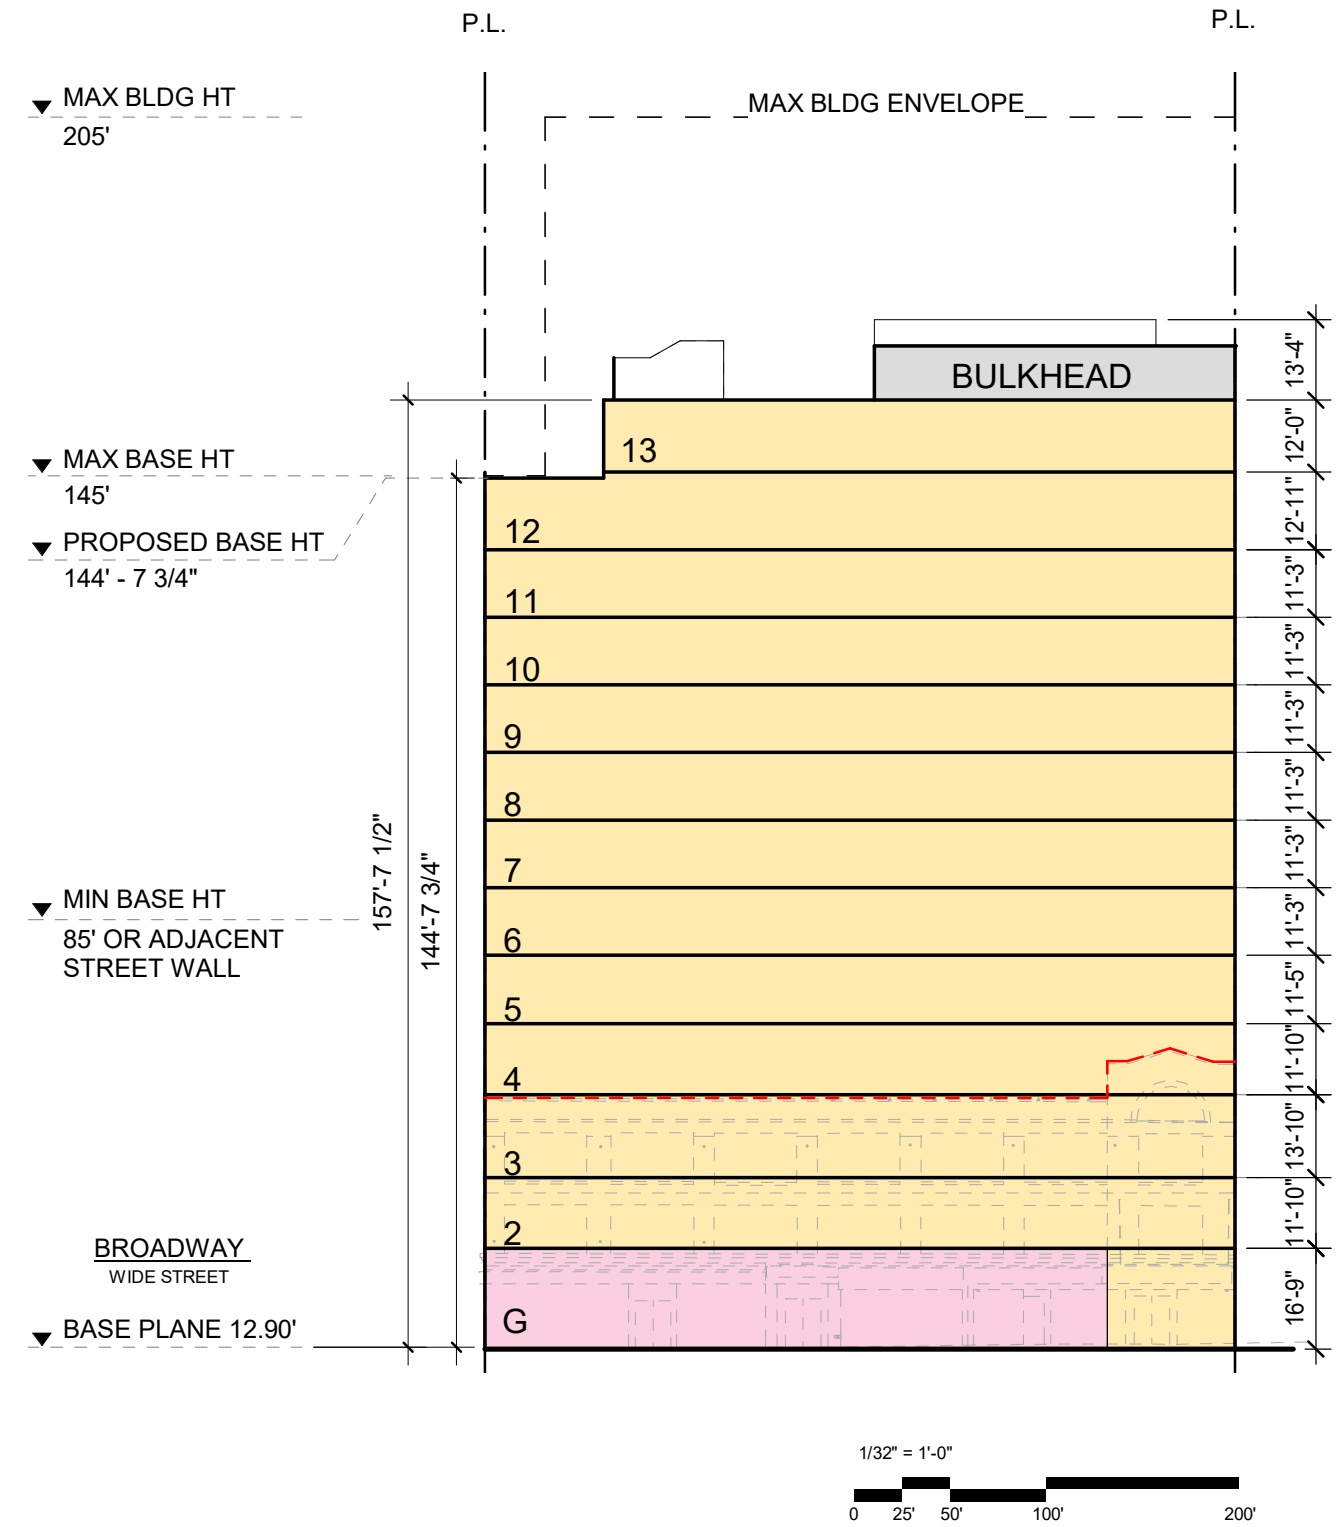 P.L.
P.L.
MAX BLDG HT
205'
MAX BLDG ENVELOPE
13'-4"
BULKHEAD
12'-0"
13
MAX BASE HT
145'
12'-11"
12
PROPOSED BASE HT
144' - 7 3/4"
11'-3"
11
11'-3"
10
11'-3"
9
11'-3"
8
11'-3"
7
157'-7 1/2"
144'-7 3/4"
MIN BASE HT
85' OR ADJACENT
STREET WALL
11'-3"
6
11'-5"
5
11'-10"
4
13'-10"
3
11'-10"
2
BROADWAY
WIDE STREET
16'-9"
G
BASE PLANE 12.90'
1/32" = 1'-0"
0 25' 50' 100' 200'